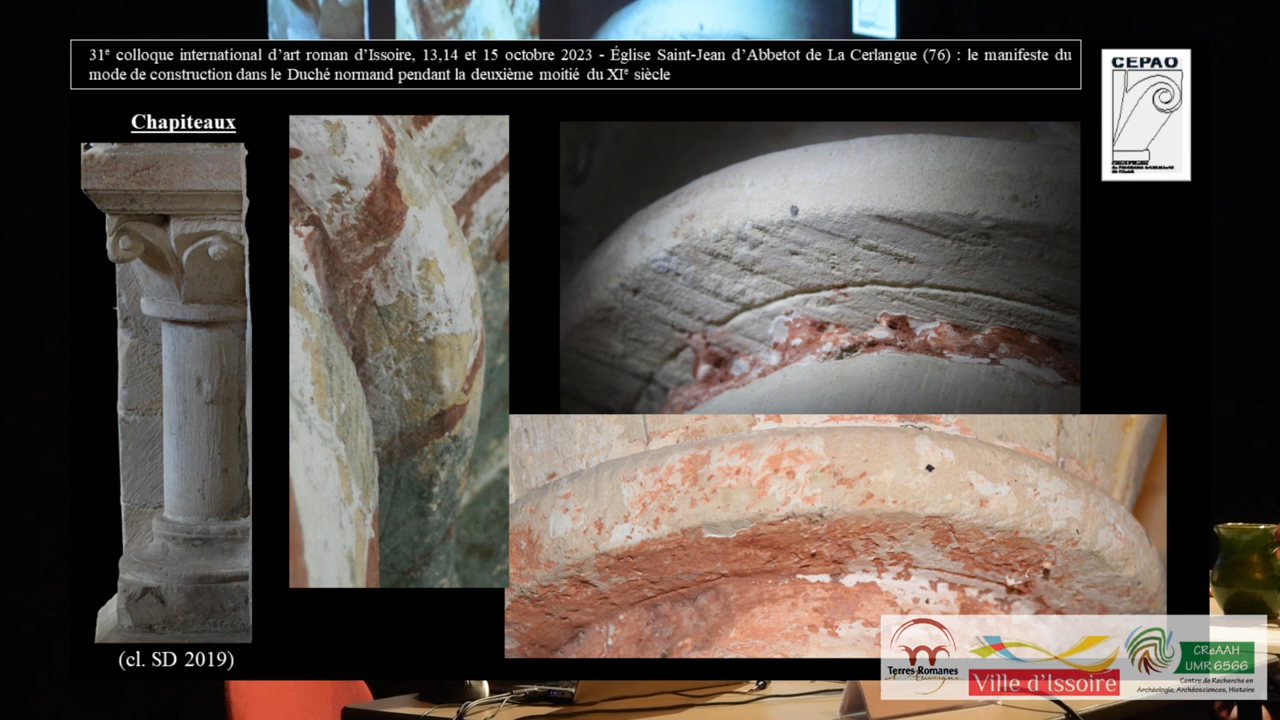 31e colloque international d'art roman d'Issoire, 13,14 et 15 octobre 2023 - Église Saint-Jean d'Abbetot de La Cerlangue (76) : le manifeste du
mode de construction dans le Duché normand pendant la deuxième moitié du XIe siècle
CEPAO
Chapiteaux
(cl. SD 2019)
Terres Romanes
d'Auvergne
Ville d'Issoire
CReAAH
UMR 6566
Centre de Recherche en
Archéologie, Archéosciences, Histoire